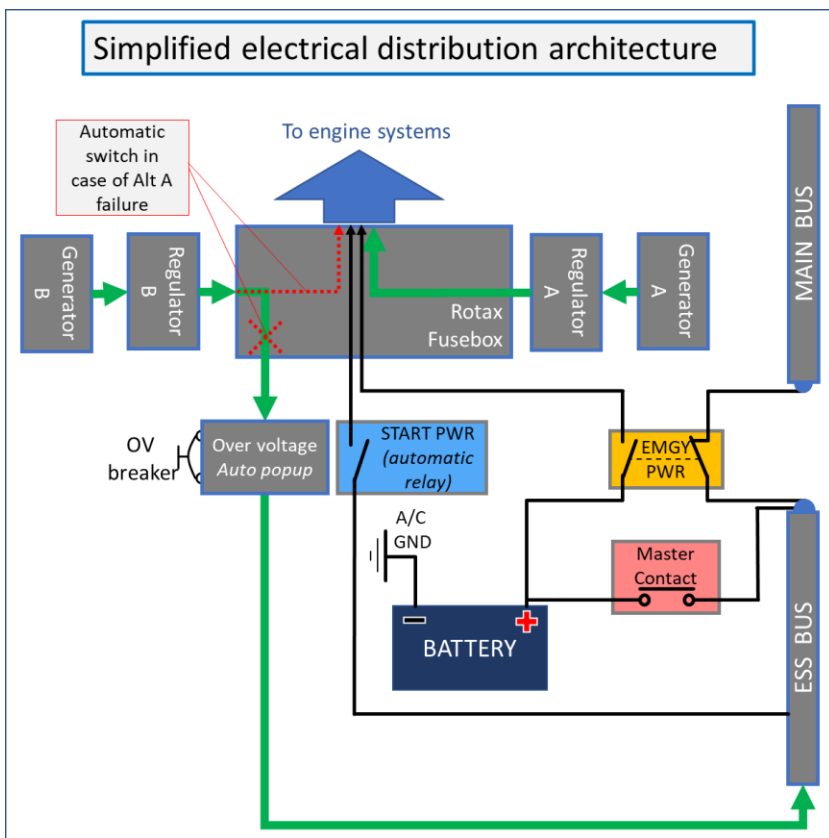 Simplified electrical distribution architecture
Automatic
switch in
case of Alt A
failure
To engine systems
Generator
B
Regulator
B
Rotax
Fusebox
Regulator
A
Generator
A
MAIN BUS
OV
breaker
Over voltage
Auto popup
START PWR
(automatic
relay)
EMGY
PWR
A/C
GND
Master
Contact
BATTERY
ESS BUS